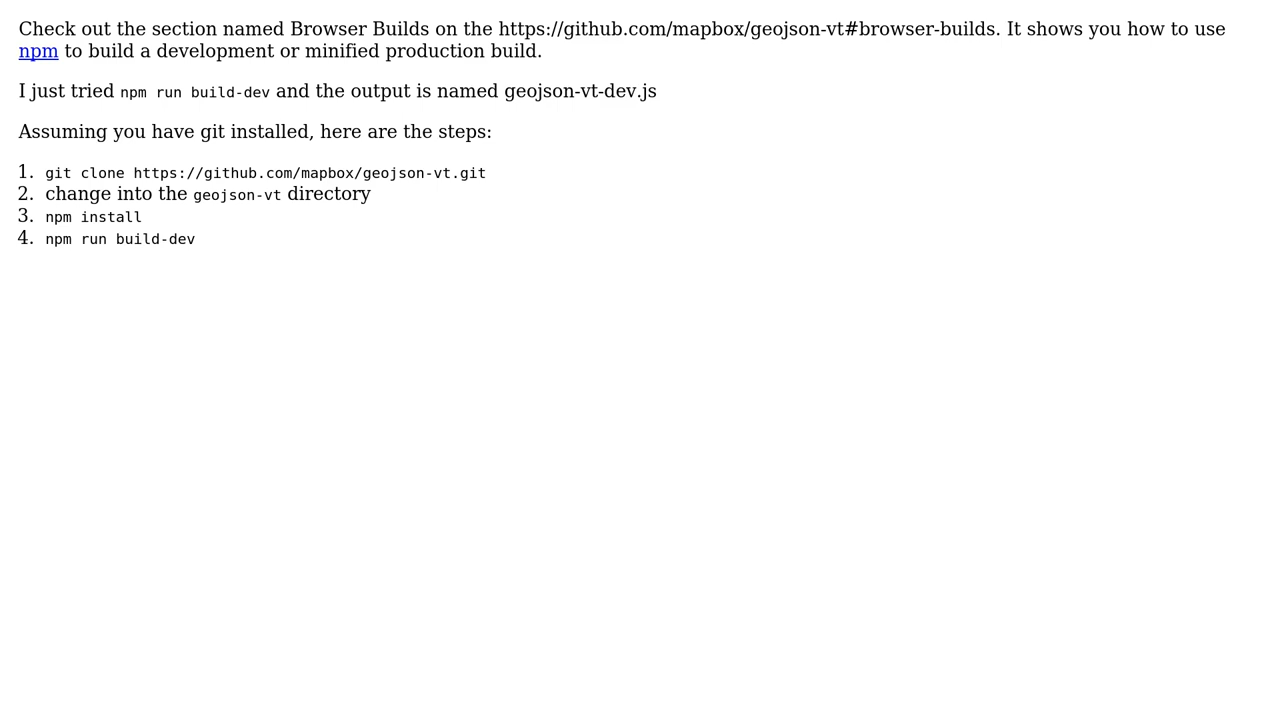 Check out the section named Browser Builds on the https://github.com/mapbox/geojson-vt#browser-builds. It shows you how to use
npm to build a development or minified production build.
I just tried npm run build-dev and the output is named geojson-vt-dev.js
Assuming you have git installed, here are the steps:
1. git clone https://github.com/mapbox/geojson-vt.git
2. change into the geojson-vt directory
3. npm install
4. npm run build-dev